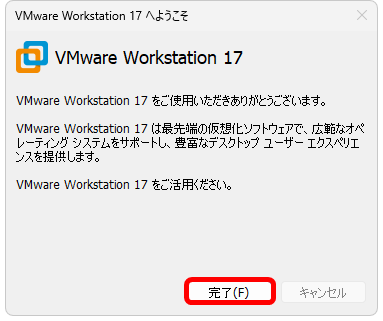 VMware Workstation 17 へようこそ
VMware Workstation 17
VMware Workstation 17 をご使用いただきありがとうございます。
VMware Workstation 17 は最先端の仮想化ソフトウェアで、広範なオペ
レーティング システムをサポートし、豊富なデスクトップ ユーザー エクスペリエ
ンスを提供します。
VMware Workstation 17 をご活用ください。
完了(F)
キャンセル